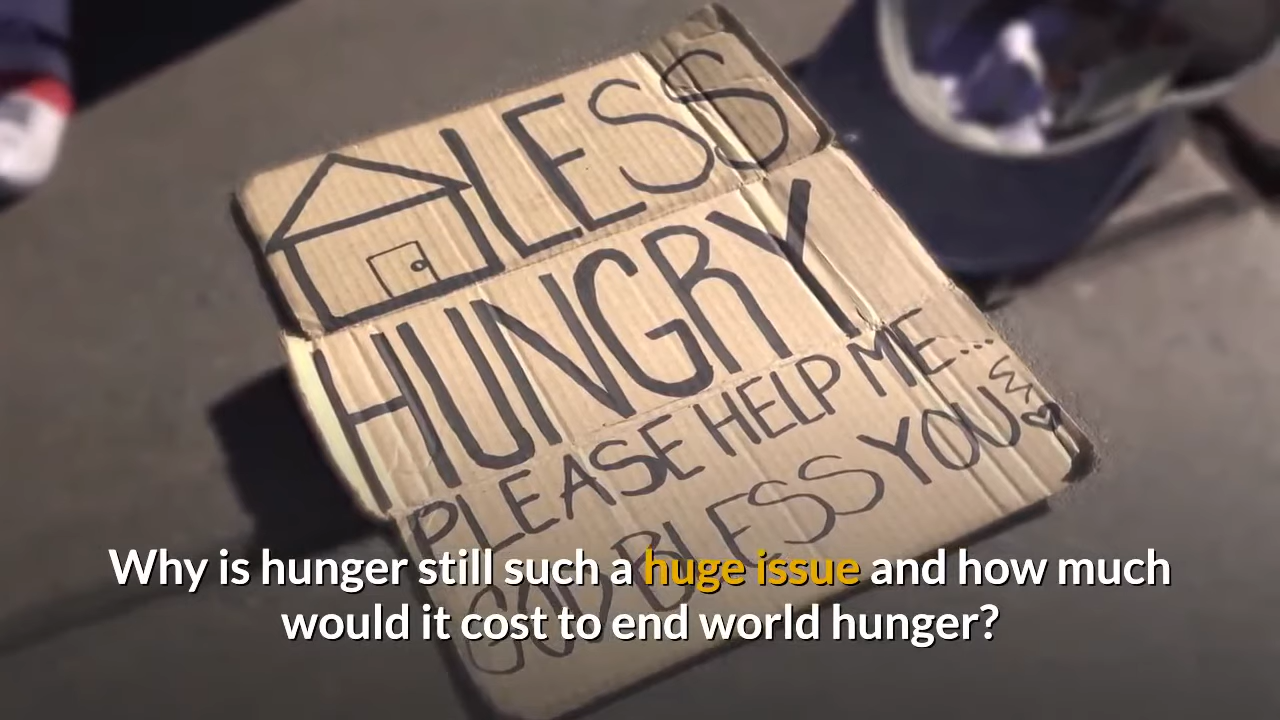 LESS
HUNGRY
PLEASE HELP ME...
GOD BLESS YOU
Why is hunger still such a huge issue and how much
would it cost to end world hunger?